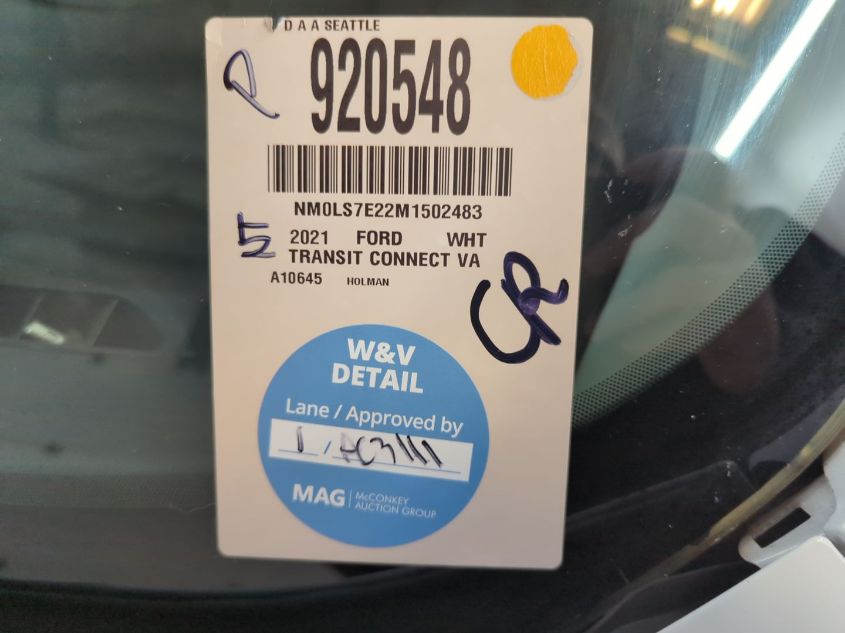 D A A SEATTLE
P
920548
NM0LS7E22M1502483
5
2021 FORD WHT
TRANSIT CONNECT VA
A10645 HOLMAN
CR
W&V
DETAIL
Lane / Approved by
1 /
MAG | McCONKEY
AUCTION GROUP